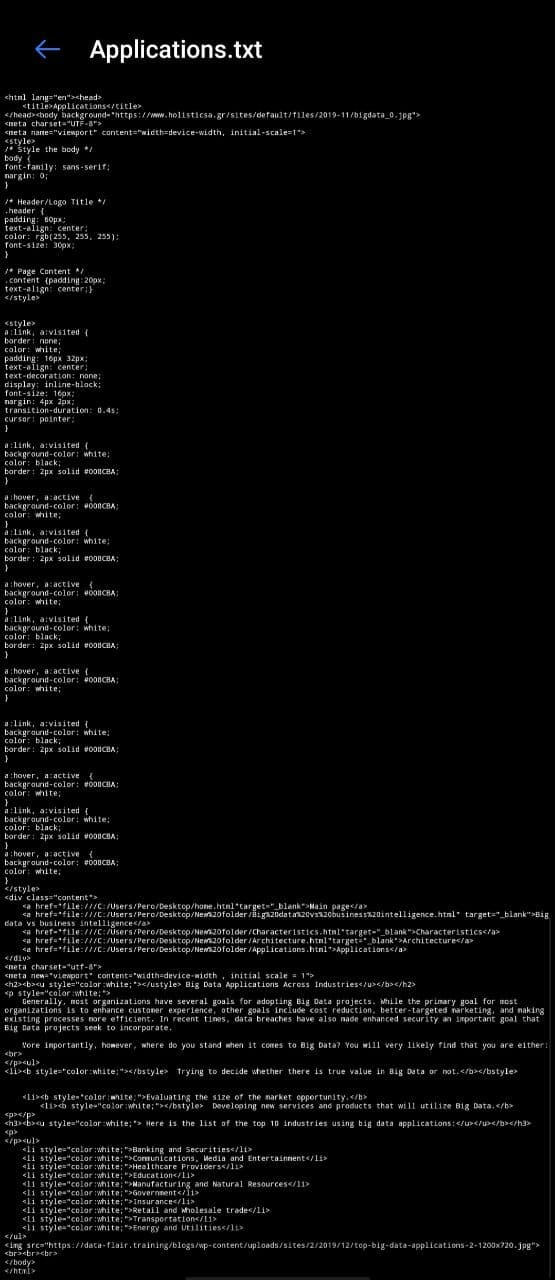 Applications.txt
<html lang="en"><head>
<title>Applications</title>
</head><body background="https://www.holisticsa.gr/sites/default/files/2019-11/bigdata_0.jpg">
<meta charset="UTF-8">
<meta name="viewport" content="width=device-width, initial-scale=1">
<style>
/* Style the body */
body {
font-family: sans-serif;
margin: 0;
}
/* Header/Logo Title */
.header {
padding: 60px;
text-align: center;
color: rgb(255, 255, 255);
font-size: 30px;
}
/* Page Content */
.content {padding:20px;
text-align: center;}
</style>
<style>
a:link, a:visited {
border: none;
color: white;
padding: 16px 32px;
text-align: center;
text-decoration: none;
display: inline-block;
font-size: 16px;
margin: 4px 2px;
transition-duration: 0.4s;
cursor: pointer;
}
a:link, a:visited {
background-color: white;
color: black;
border: 2px solid #008CBA;
}
a:hover, a:active  {
background-color: #008CBA;
color: white;
}
a:link, a:visited {
background-color: white;
color: black;
border: 2px solid #008CBA;
}
a:hover, a:active  {
background-color: #008CBA;
color: white;
}
a:link, a:visited {
background-color: white;
color: black;
border: 2px solid #008CBA;
}
a:hover, a:active {
background-color: #008CBA;
color: white;
}
a:link, a:visited {
background-color: white;
color: black;
border: 2px solid #008CBA;
}
a:hover, a:active  {
background-color: #008CBA;
color: white;
}
a:link, a:visited {
background-color: white;
color: black;
border: 2px solid #008CBA;
}
a:hover, a:active  {
background-color: #008CBA;
color: white;
}
</style>
<div class="content">
<a href="file:///C:/Users/Pero/Desktop/home.html"target="_blank">Main page</a>
<a href="file:///C:/Users/Pero/Desktop/New%20folder/Big%20data%20vs%20business%20intelligence.html" target="_blank">Big
data vs business intelligence</a>
<a href="file:///C:/Users/Pero/Desktop/New%20folder/Characteristics.html"target="_blank">Characteristics</a>
<a href="file:///C:/Users/Pero/Desktop/New%20folder/Architecture.html"target="_blank">Architecture</a>
<a href="file:///C:/Users/Pero/Desktop/New%20folder/Applications.html">Applications</a>
</div>
<meta charset="utf-8">
<meta new="viewport" content="width=device-width , initial scale = 1">
<h2><b><u style="color:white;"></ustyle> Big Data Applications Across Industries</u></b></h2>
<p style="color:white;">
Generally, most organizations have several goals for adopting Big Data projects. While the primary goal for most
organizations is to enhance customer experience, other goals include cost reduction, better-targeted marketing, and making
existing processes more efficient. In recent times, data breaches have also made enhanced security an important goal that
Big Data projects seek to incorporate.
More importantly, however, where do you stand when it comes to Big Data? You will very likely find that you are either:
<br>
</p><ul>
<li><b style="color:white;"></bstyle>  Trying to decide whether there is true value in Big Data or not.</b></bstyle>
<li><b style="color:white;">Evaluating the size of the market opportunity.</b>
<li><b style="color:white;"></bstyle>  Developing new services and products that will utilize Big Data.</b>
<p></p>
<h3><b><u style="color:white;"> Here is the list of the top 10 industries using big data applications:</u></u></b></h3>
<p>
</p><ul>
<li style="color:white;">Banking and Securities</li>
<li style="color:white;">Communications, Media and Entertainment</li>
<li style="color:white;">Healthcare Providers</li>
<li style="color:white;">Education</li>
<li style="color:white;">Manufacturing and Natural Resources</li>
<li style="color:white;">Government</li>
<li style="color:white;">Insurance</li>
<li style="color:white;">Retail and Wholesale trade</li>
<li style="color:white;">Transportation</li>
<li style="color:white;">Energy and Utilities</li>
</ul>
<img src="https://data-flair.training/blogs/wp-content/uploads/sites/2/2019/12/top-big-data-applications-2-1200x720.jpg">
<br><br><br>
</body>
</html>